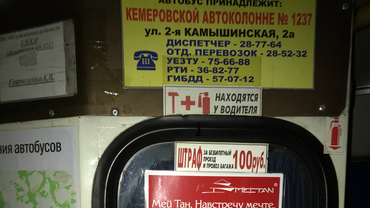 АВТОБУС ПРИНАДЛЕЖИТ:
КЕМЕРОВСКОЙ АВТОКОЛОННЕ № 1237
ул. 2-я КАМЫШИНСКАЯ, 2а
ДИСПЕТЧЕР - 28-77-64
ОТД. ПЕРЕВОЗОК - 28-52-32
УЕЗТУ - 75-66-88
РТИ - 36-82-77
ГИБДД - 57-07-12
НАХОДЯТСЯ
У ВОДИТЕЛЯ
ния автобусов
ШТРАФ ЗА БЕЗБИЛЕТНЫЙ ПРОЕЗД И ПРОВОЗ БАГАЖА 100руб.
MEÇTAN
Мей Тан. Навстречу мечте.